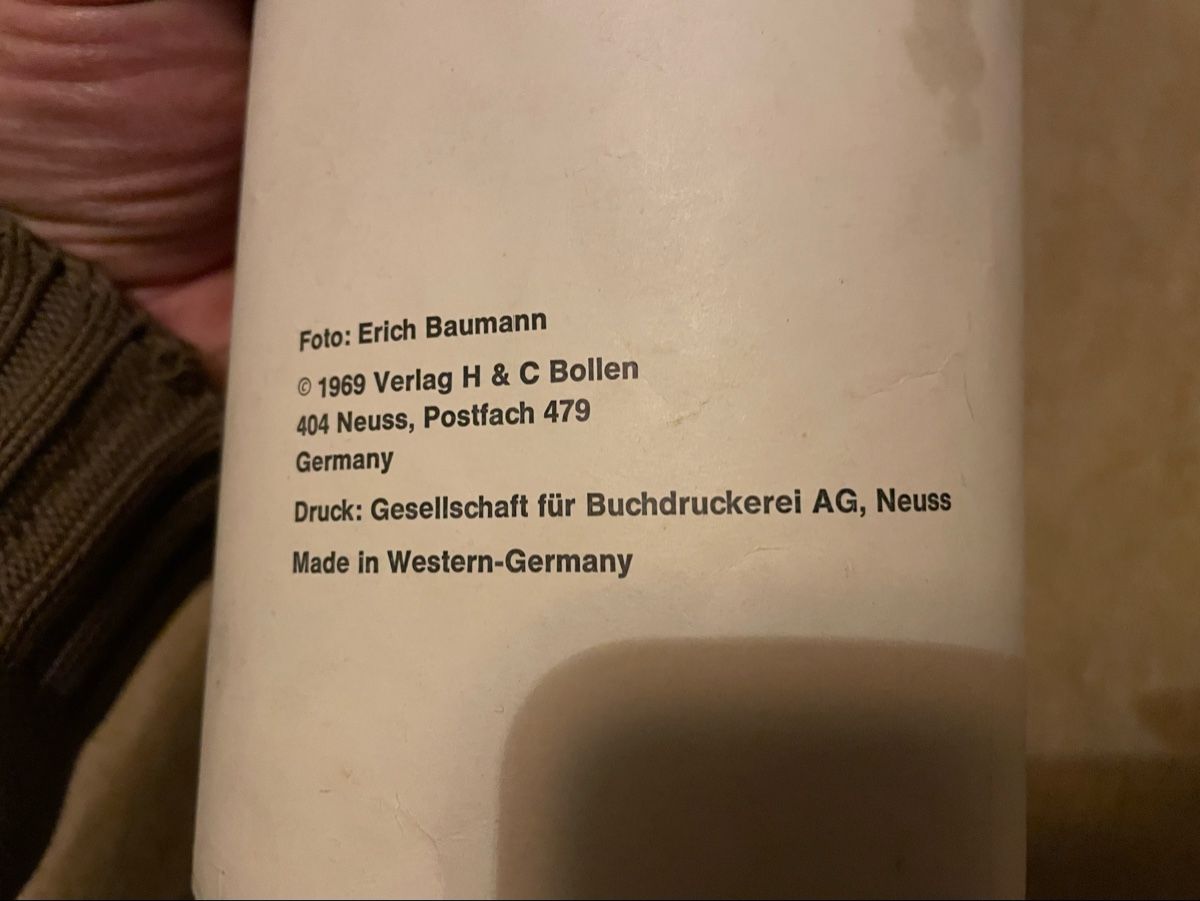 Foto: Erich Baumann
© 1969 Verlag H & C Bollen
404 Neuss, Postfach 479
Germany
Druck: Gesellschaft für Buchdruckerei AG, Neuss
Made in Western-Germany